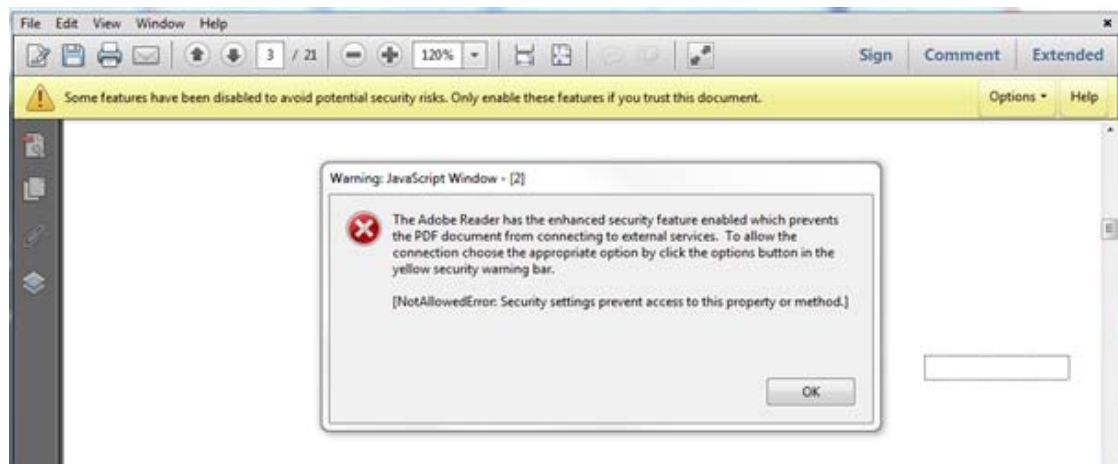 File Edit View Window Help
3 / 21 120% Sign Comment Extended
Some features have been disabled to avoid potential security risks. Only enable these features if you trust this document. Options Help
Warning: JavaScript Window - [2]
The Adobe Reader has the enhanced security feature enabled which prevents
the PDF document from connecting to external services. To allow the
connection choose the appropriate option by click the options button in the
yellow security warning bar.
[NotAllowedError: Security settings prevent access to this property or method.]
OK